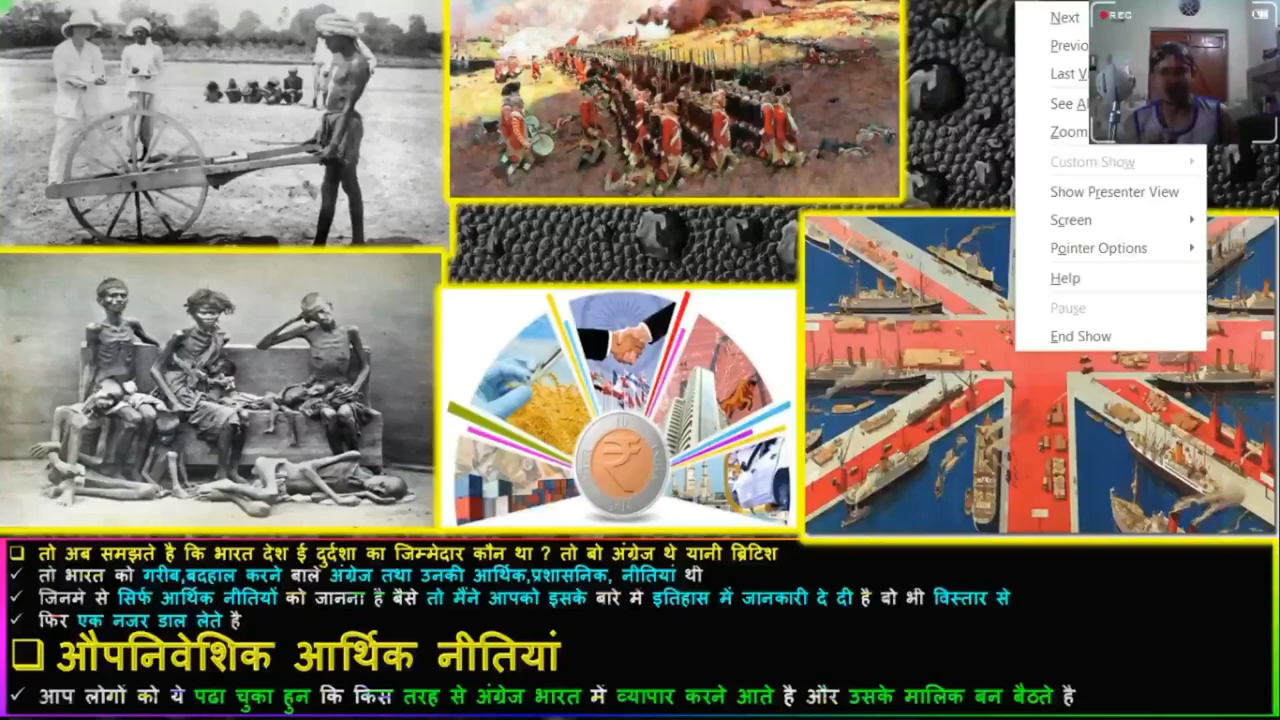 Next
REC
Previo
Last V
See Al
Zoom
Custom Show
Show Presenter View
Screen
Pointer Options
Help
Pause
End Show
तो अब समझते है कि भारत देश ई दुर्दशा का जिम्मेदार कौन था ? तो बो अंग्रेज थे यानी ब्रिटिश
तो भारत को गरीब,बदहाल करने बाले अंग्रेज तथा उनकी आर्थिक,प्रशासनिक, नीतियां थी
जिनमे से सिर्फ आर्थिक नीतियों को जानना है बैसे तो मैंने आपको इसके बारे मे इतिहास में जानकारी दे दी है बो भी विस्तार से
फिर एक नजर डाल लेते है
औपनिवेशिक आर्थिक नीतियां
आप लोगों को ये पढा चुका हुन कि किस तरह से अंग्रेज भारत में व्यापार करने आते है और उसके मालिक बन बैठते है